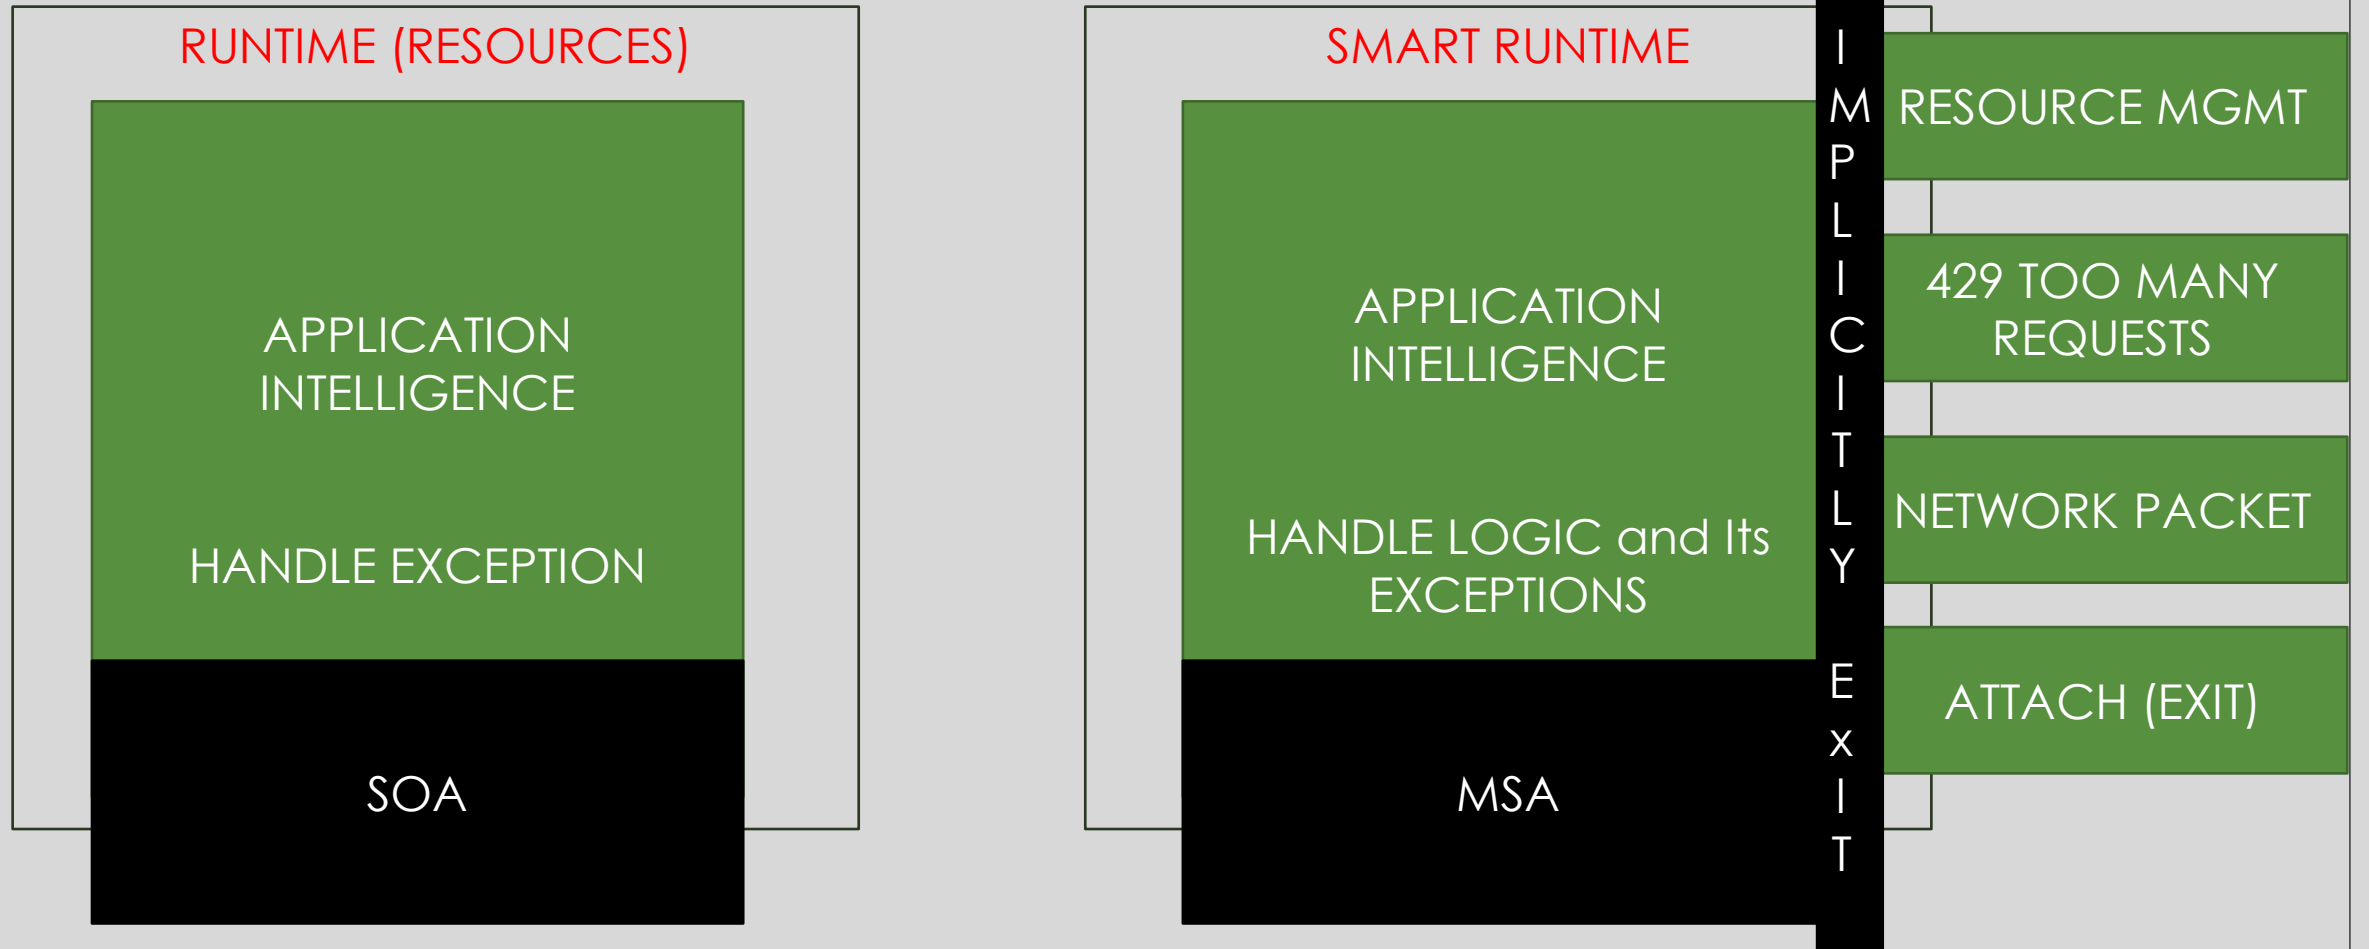 RUNTIME (RESOURCES)
APPLICATION
INTELLIGENCE
HANDLE EXCEPTION
SOA
SMART RUNTIME
APPLICATION
INTELLIGENCE
HANDLE LOGIC and Its
EXCEPTIONS
MSA
I
M
P
L
I
C
I
T
L
Y
E
x
I
T
RESOURCE MGMT
429 TOO MANY
REQUESTS
NETWORK PACKET
ATTACH (EXIT)